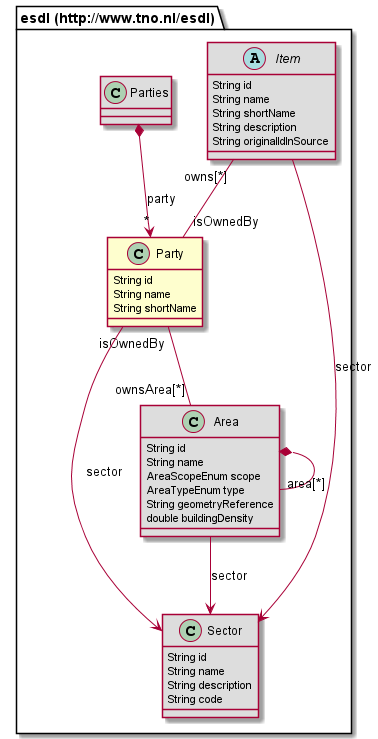 esdl (http://www.tno.nl/esdl)
A Item
String id
String name
String shortName
String description
String originalIdInSource
C Parties
owns[*]
party
*
isOwnedBy
C Party
String id
String name
String shortName
isOwnedBy
sector
ownsArea[*]
C Area
String id
String name
AreaScopeEnum scope
AreaTypeEnum type
String geometryReference
double buildingDensity
area[*]
sector
sector
C Sector
String id
String name
String description
String code